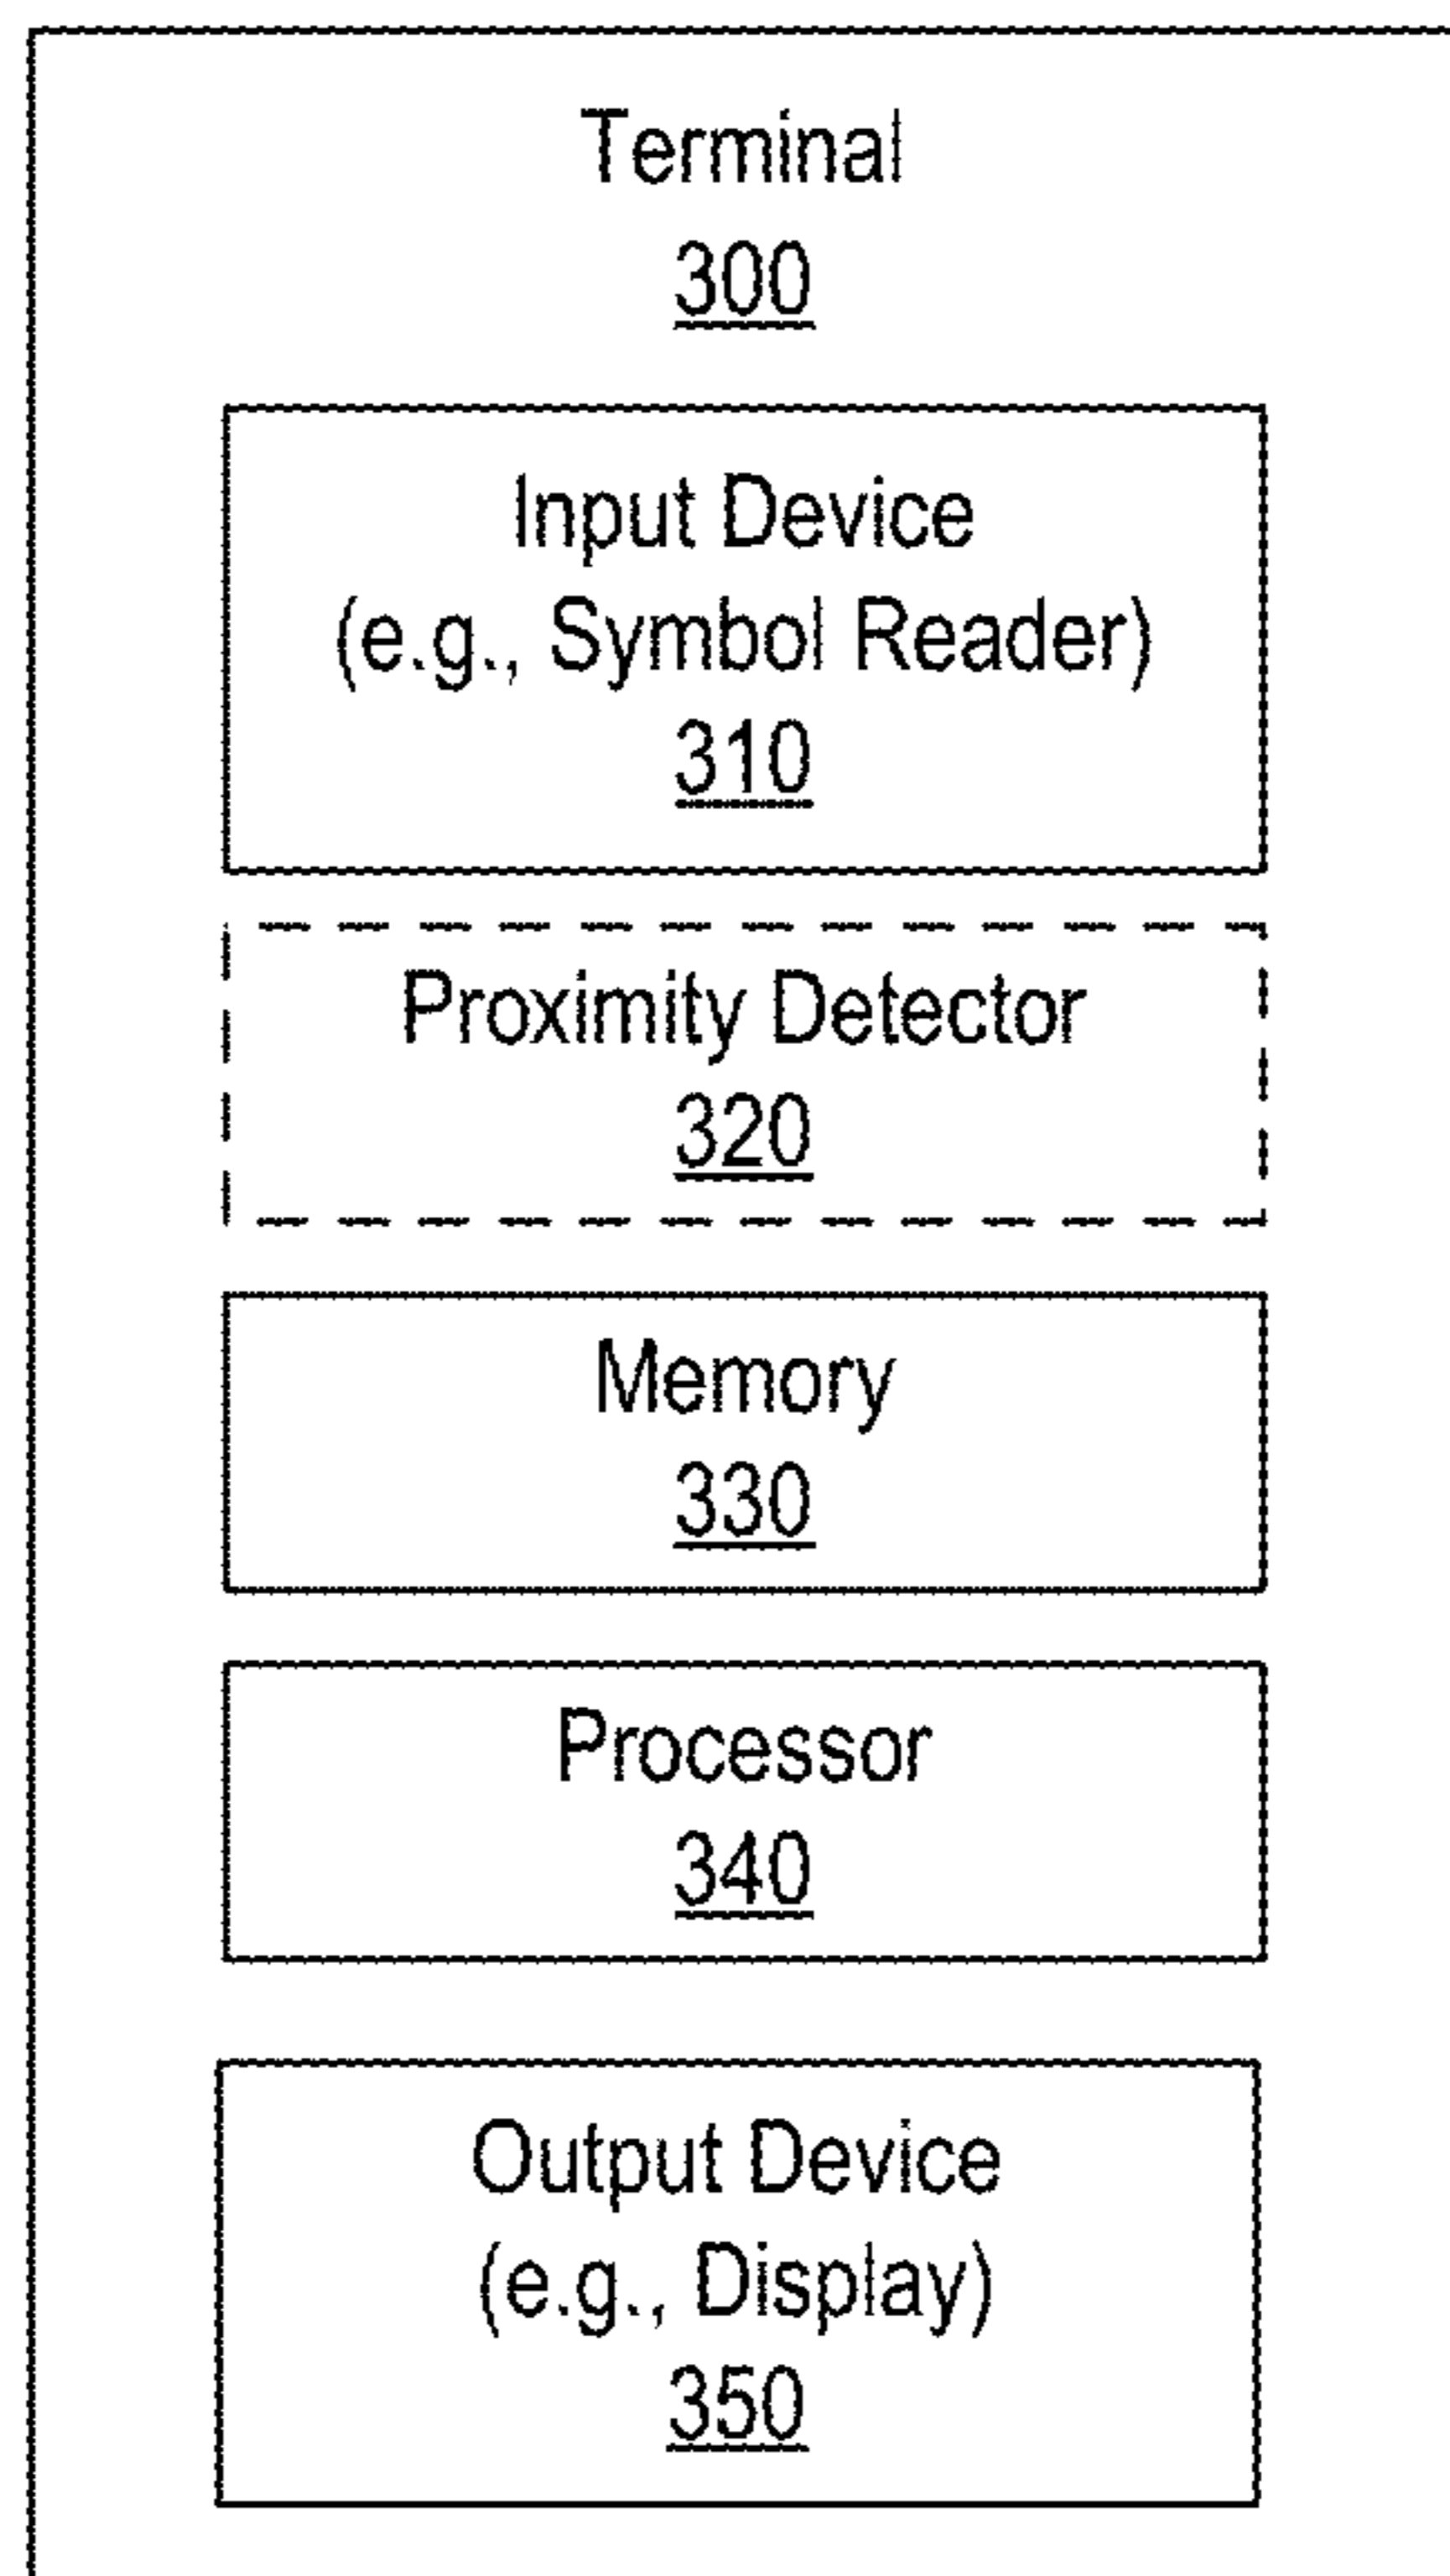 Terminal
300
Input Device
(e.g., Symbol Reader)
310
Proximity Detector
320
Memory
330
Processor
340
Output Device
(e.g., Display)
350